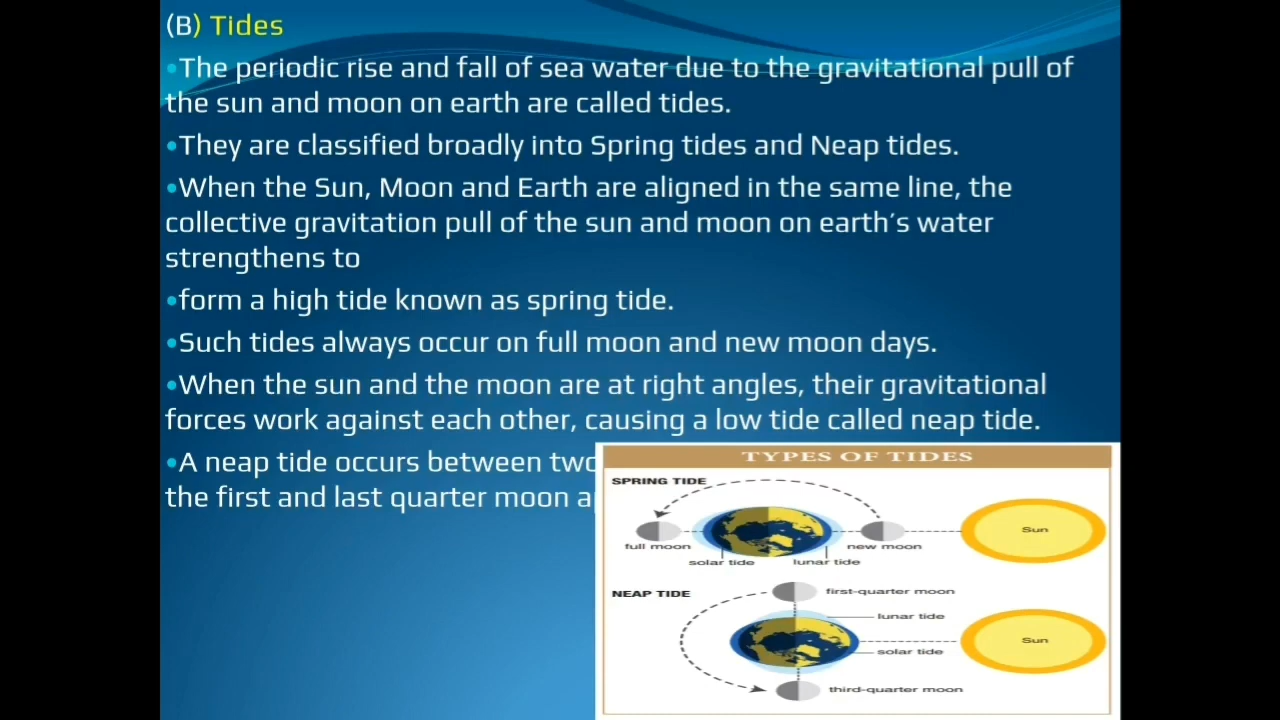 (B) Tides
•The periodic rise and fall of sea water due to the gravitational pull of
the sun and moon on earth are called tides.
•They are classified broadly into Spring tides and Neap tides.
•When the Sun, Moon and Earth are aligned in the same line, the
collective gravitation pull of the sun and moon on earth's water
strengthens to
•form a high tide known as spring tide.
•Such tides always occur on full moon and new moon days.
•When the sun and the moon are at right angles, their gravitational
forces work against each other, causing a low tide called neap tide.
•A neap tide occurs between two
the first and last quarter moon
TYPES OF TIDES
SPRING TIDE
Sun
full moon
new moon
solar tide
lunar tide
NEAP TIDE
first-quarter moon
lunar tide
Sun
solar tide
third-quarter moon